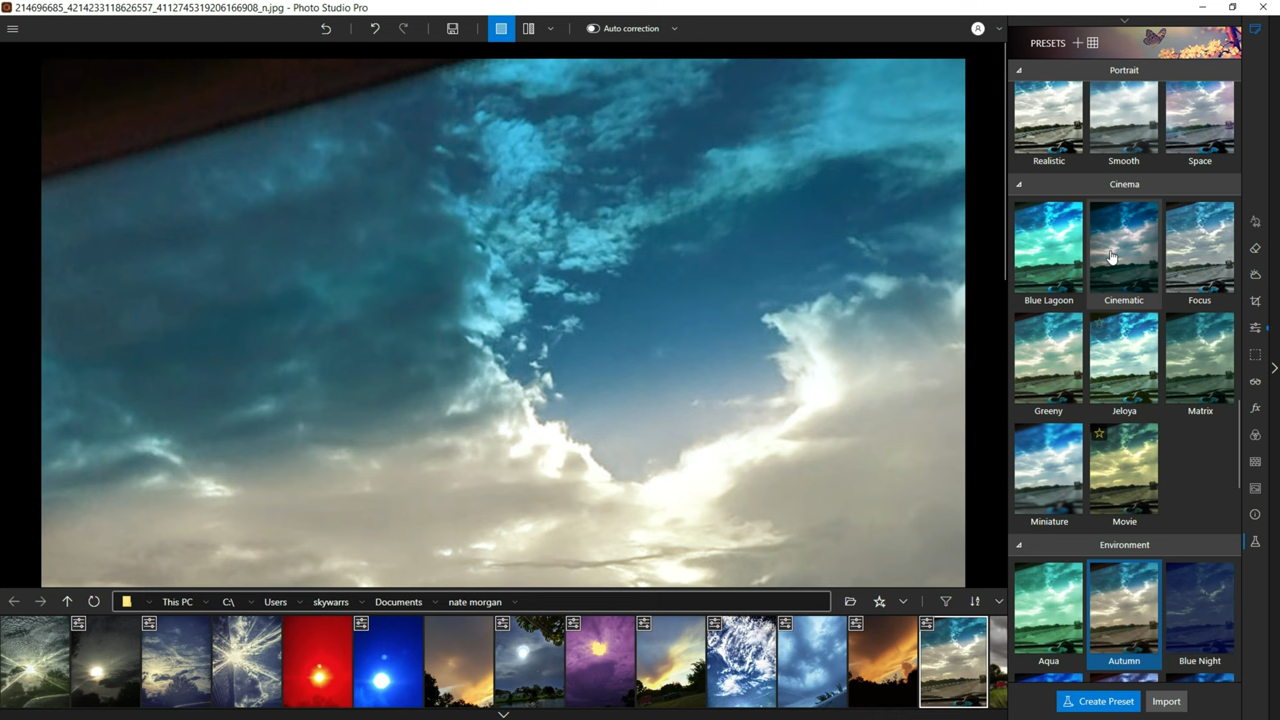 214696685_4214233118626557_4112745319206166908_n.jpg - Photo Studio Pro
Auto correction
PRESETS
Portrait
Realistic Smooth Space
Cinema
Blue Lagoon Cinematic Focus
Greeny Jeloya Matrix
Miniature Movie
Environment
Aqua Autumn Blue Night
This PC C:\ Users skywarrs Documents nate morgan
Create Preset Import